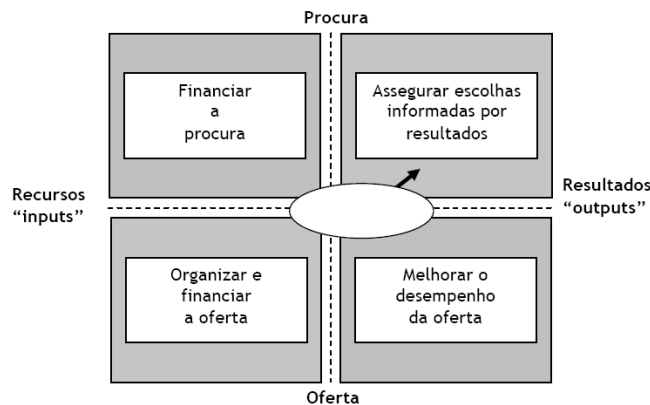 Procura
Financiar
a
procura
Assegurar escolhas
informadas por
resultados
Recursos
“inputs”
Resultados
“outputs”
Organizar e
financiar
a oferta
Melhorar o
desempenho
da oferta
Oferta